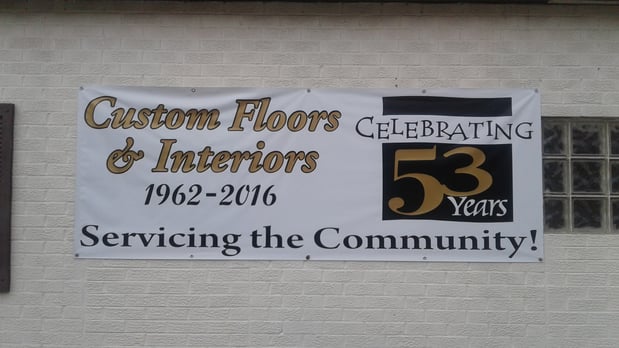 Custom Floors
& Interiors
1962-2016
CELEBRATING
53
Years
Servicing the Community!